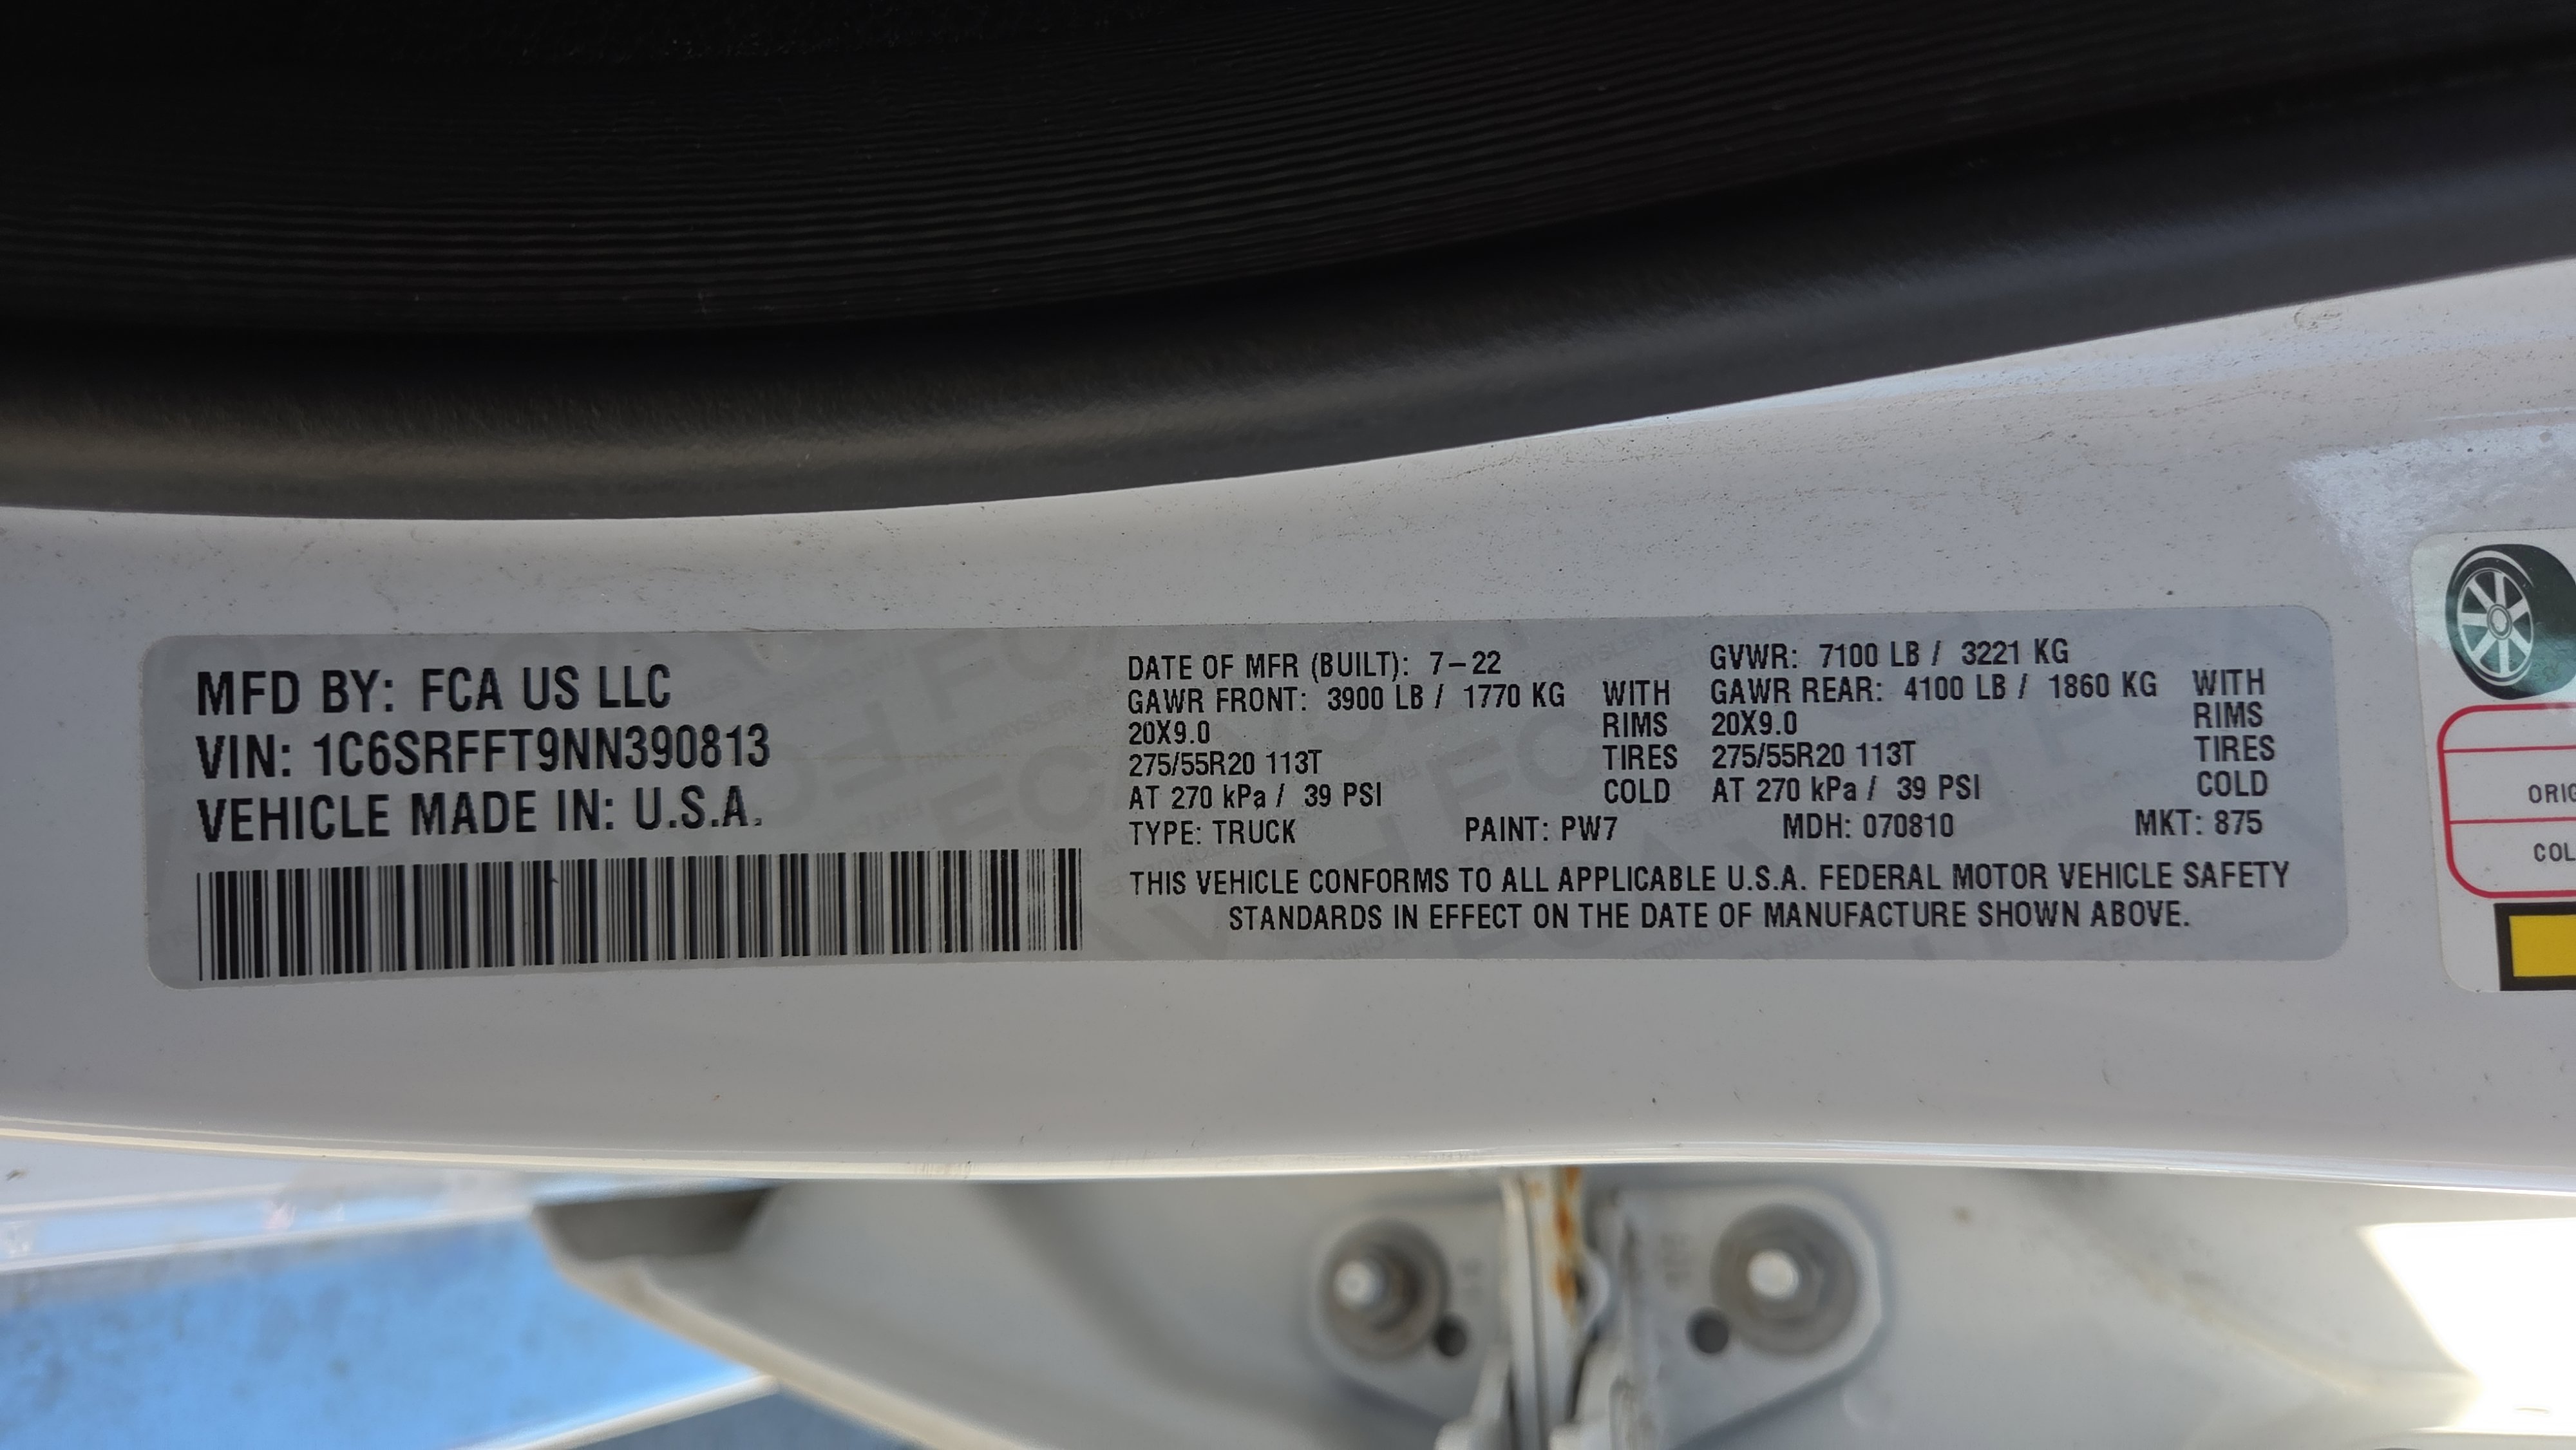 MFD BY: FCA US LLC
VIN: 1C6SRFFT9NN390813
VEHICLE MADE IN: U.S.A.
DATE OF MFR (BUILT): 7-22 GVWR: 7100 LB / 3221 KG
GAWR FRONT: 3900 LB / 1770 KG WITH GAWR REAR: 4100 LB / 1860 KG WITH
20X9.0 RIMS 20X9.0 RIMS
275/55R20 113T TIRES 275/55R20 113T TIRES
AT 270 kPa / 39 PSI COLD AT 270 kPa / 39 PSI COLD
TYPE: TRUCK PAINT: PW7 MDH: 070810 MKT: 875
THIS VEHICLE CONFORMS TO ALL APPLICABLE U.S.A. FEDERAL MOTOR VEHICLE SAFETY
STANDARDS IN EFFECT ON THE DATE OF MANUFACTURE SHOWN ABOVE.
ORIG
COL